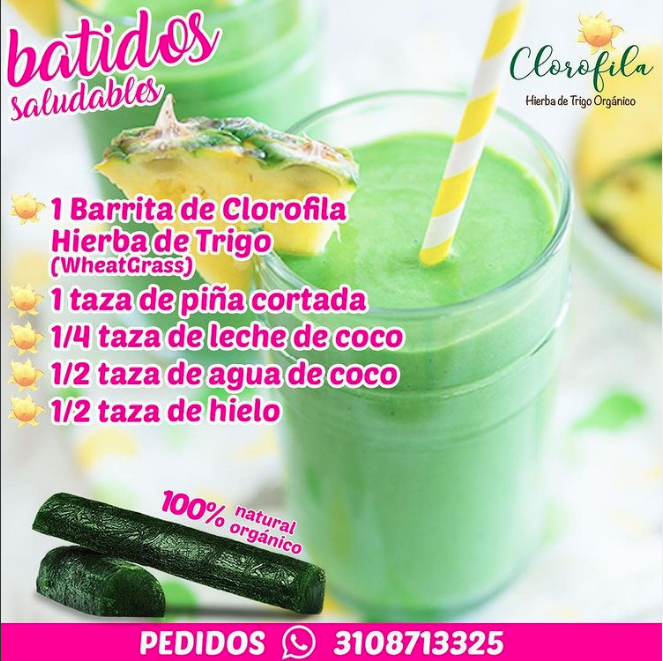 batidos
saludables
Clorofila
Hierba de Trigo Orgánico
1 Barrita de Clorofila
Hierba de Trigo
(WheatGrass)
1 taza de piña cortada
1/4 taza de leche de coco
1/2 taza de agua de coco
1/2 taza de hielo
100% natural
orgánico
PEDIDOS 3108713325